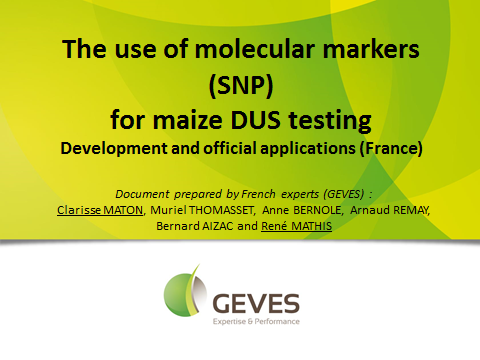 The use of molecular markers
(SNP)
for maize DUS testing
Development and official applications (France)
Document prepared by French experts (GEVES) :
Clarisse MATON, Muriel THOMASSET, Anne BERNOLE, Arnaud REMAY,
Bernard AIZAC and René MATHIS
GEVES
Expertise & Performance